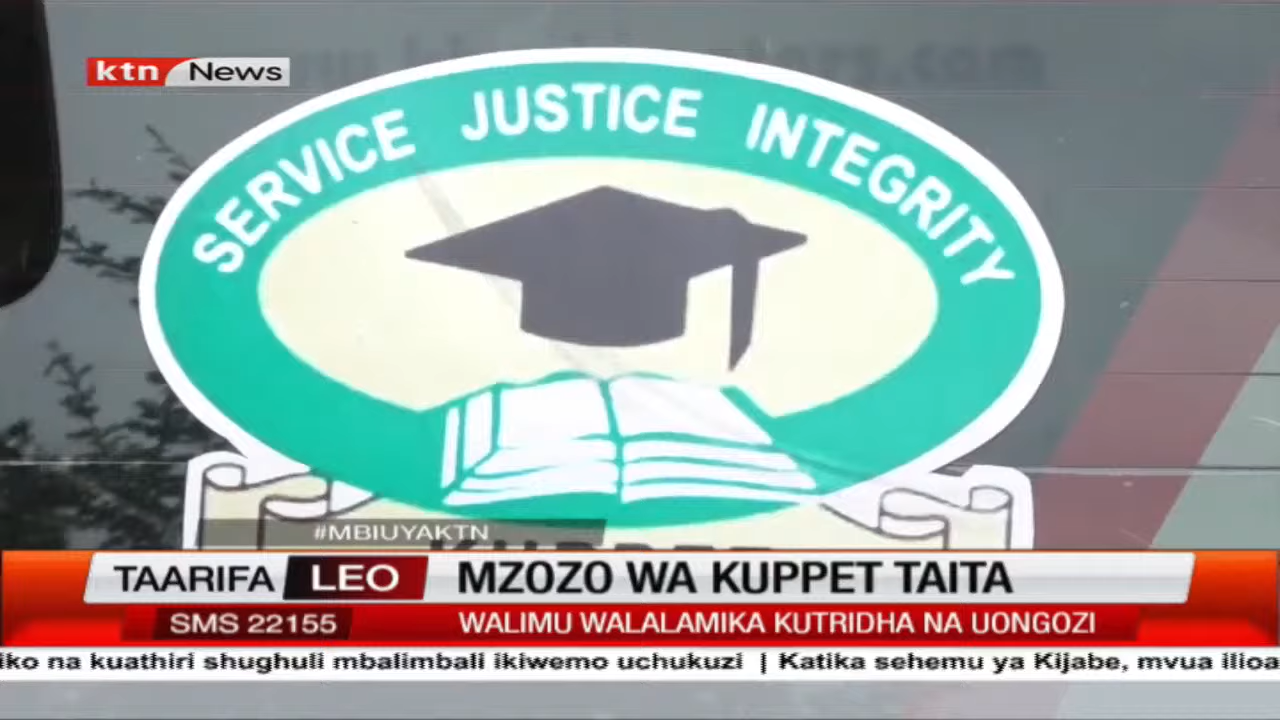 ktn News
SERVICE JUSTICE INTEGRITY
#MBIUYAKTN
TAARIFA LEO MZOZO WA KUPPET TAITA
SMS 22155 WALIMU WALALAMIKA KUTRIDHA NA UONGOZI
iko na kuathiri shughuli mbalimbali ikiwemo uchukuzi | Katika sehemu ya Kijabe, mvua ilioa